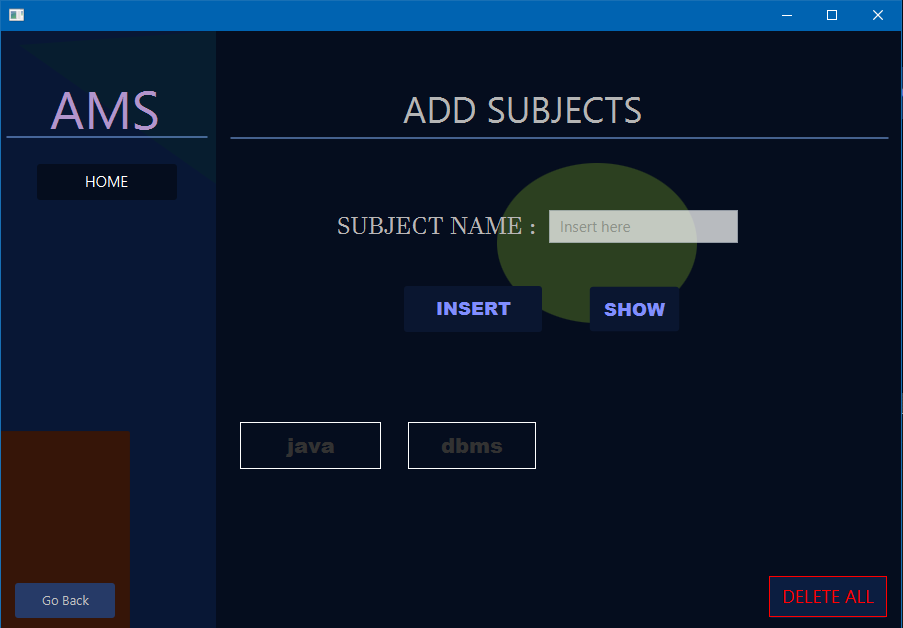 AMS
HOME
ADD SUBJECTS
SUBJECT NAME :
Insert here
INSERT
SHOW
java
dbms
Go Back
DELETE ALL